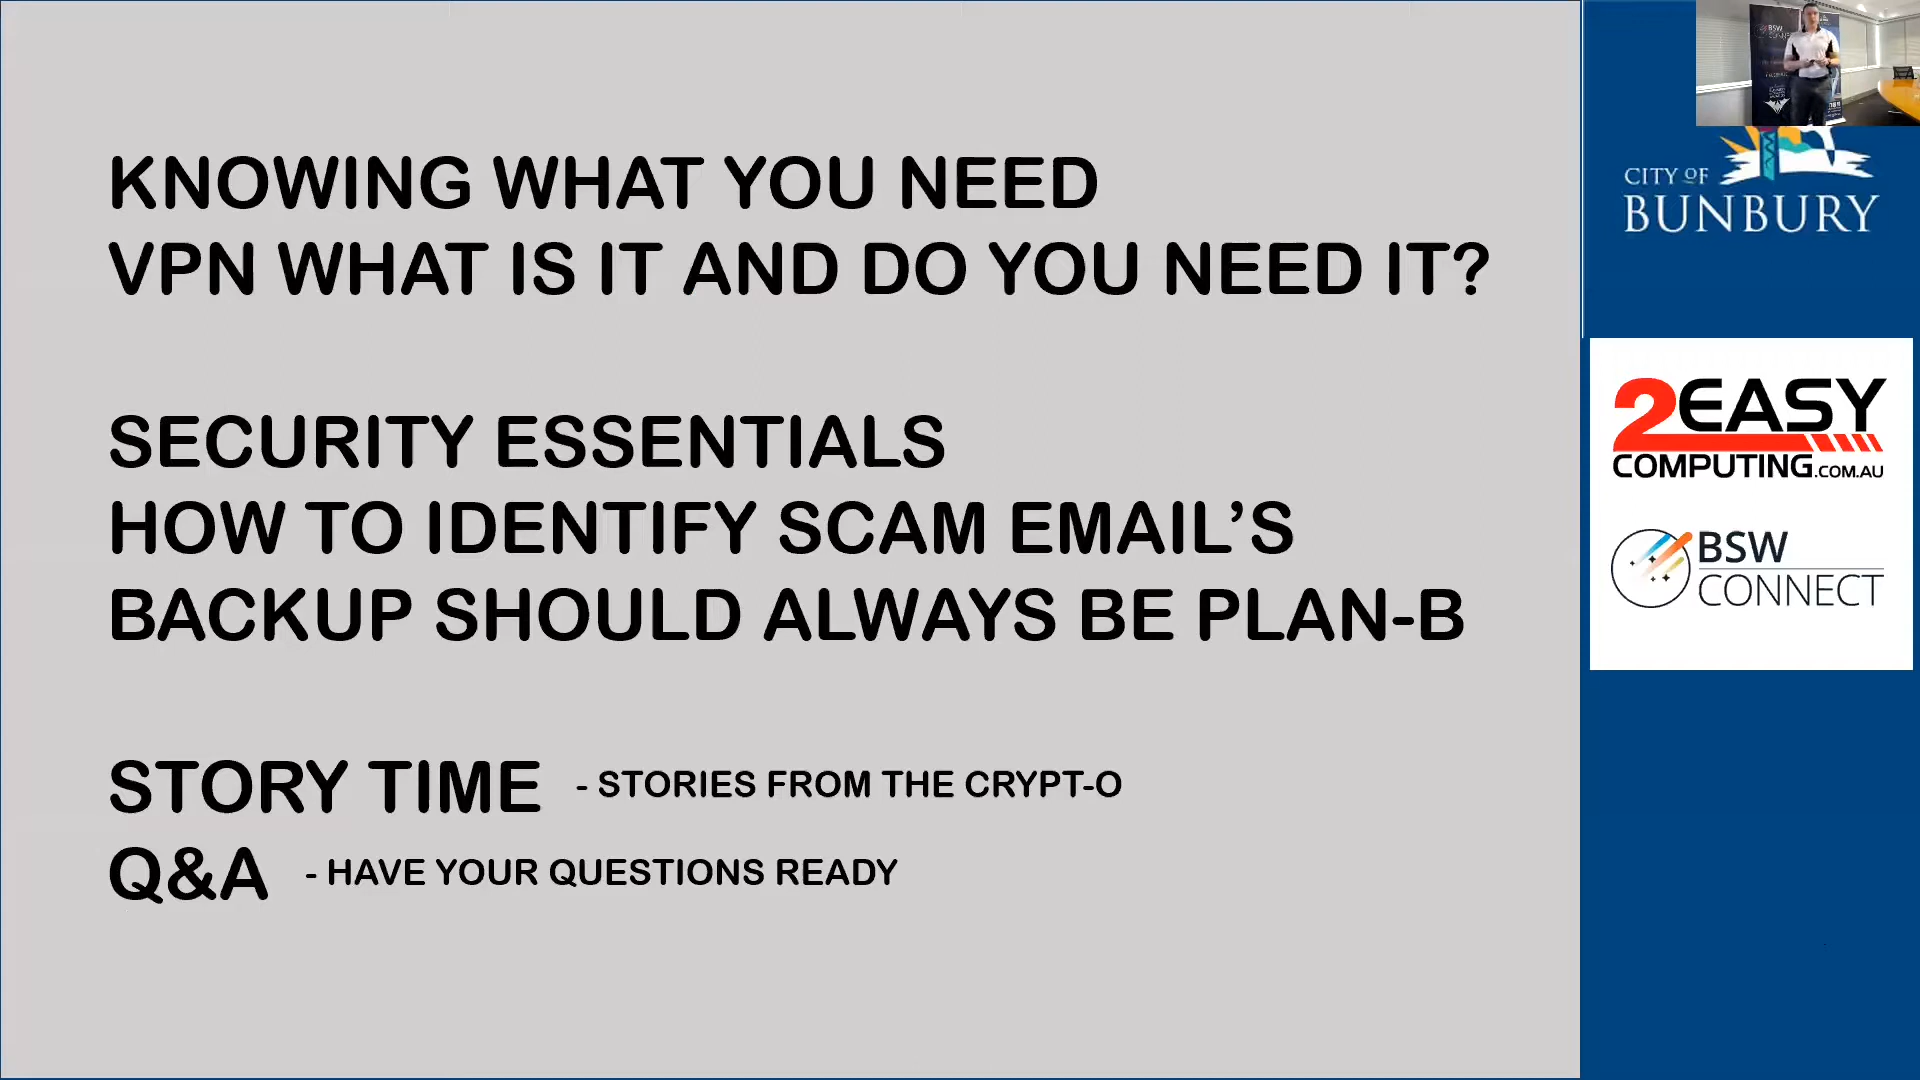 KNOWING WHAT YOU NEED
VPN WHAT IS IT AND DO YOU NEED IT?
SECURITY ESSENTIALS
HOW TO IDENTIFY SCAM EMAIL’S
BACKUP SHOULD ALWAYS BE PLAN-B
STORY TIME - STORIES FROM THE CRYPT-O
Q&A - HAVE YOUR QUESTIONS READY
BSW
CITY OF
BUNBURY
2EASY
COMPUTING.COM.AU
BSW
CONNECT